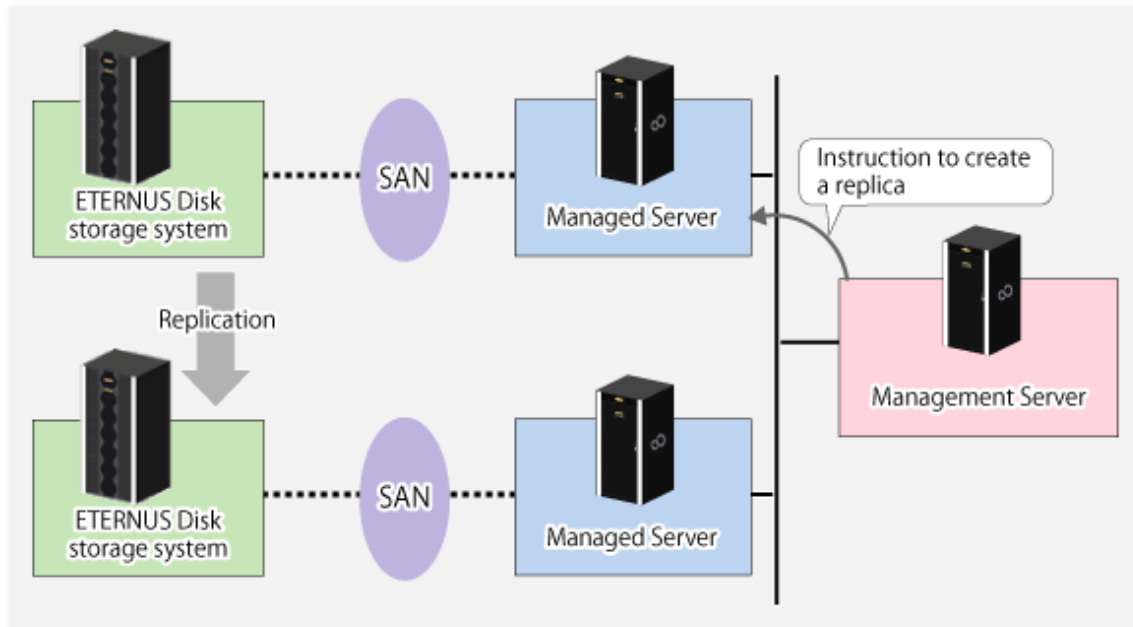 ETERNUS Disk
storage system
SAN
Managed Server
Instruction to create
a replica
Management Server
Replication
ETERNUS Disk
storage system
SAN
Managed Server